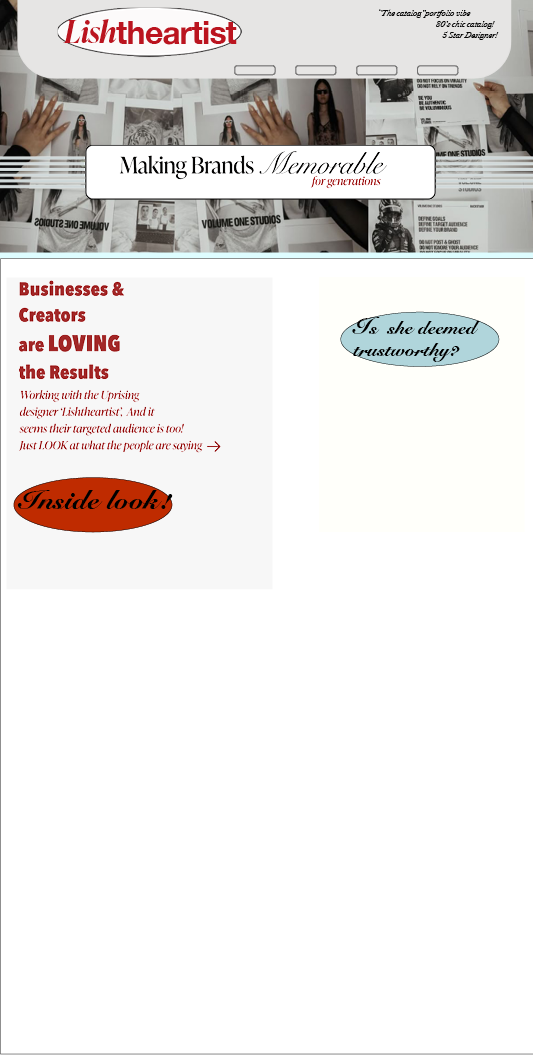 Lishtheartist
"The catalog" portfolio vibe
80's chic catalog!
5 Star Designer!
DO NOT FOCUS ON VIRALITY
DO NOT RELY ON TRENDS
BE YOU
BE AUTHENTIC
BE VOLUMINOUS
VOLUME ONE STUDIOS
Making Brands Memorable
for generations
VOLUME ONE STUDIOS
VOLUME ONE STUDIOS
DEFINE GOALS
DEFINE TARGET AUDIENCE
DEFINE YOUR BRAND
DO NOT POST & GHOST
DO NOT IGNORE YOUR AUDIENCE
Businesses &
Creators
are LOVING
the Results
Working with the Uprising
designer 'Lishtheartist'. And it
seems their targeted audience is too!
Just LOOK at what the people are saying →
Inside look!
Is she deemed
trustworthy?